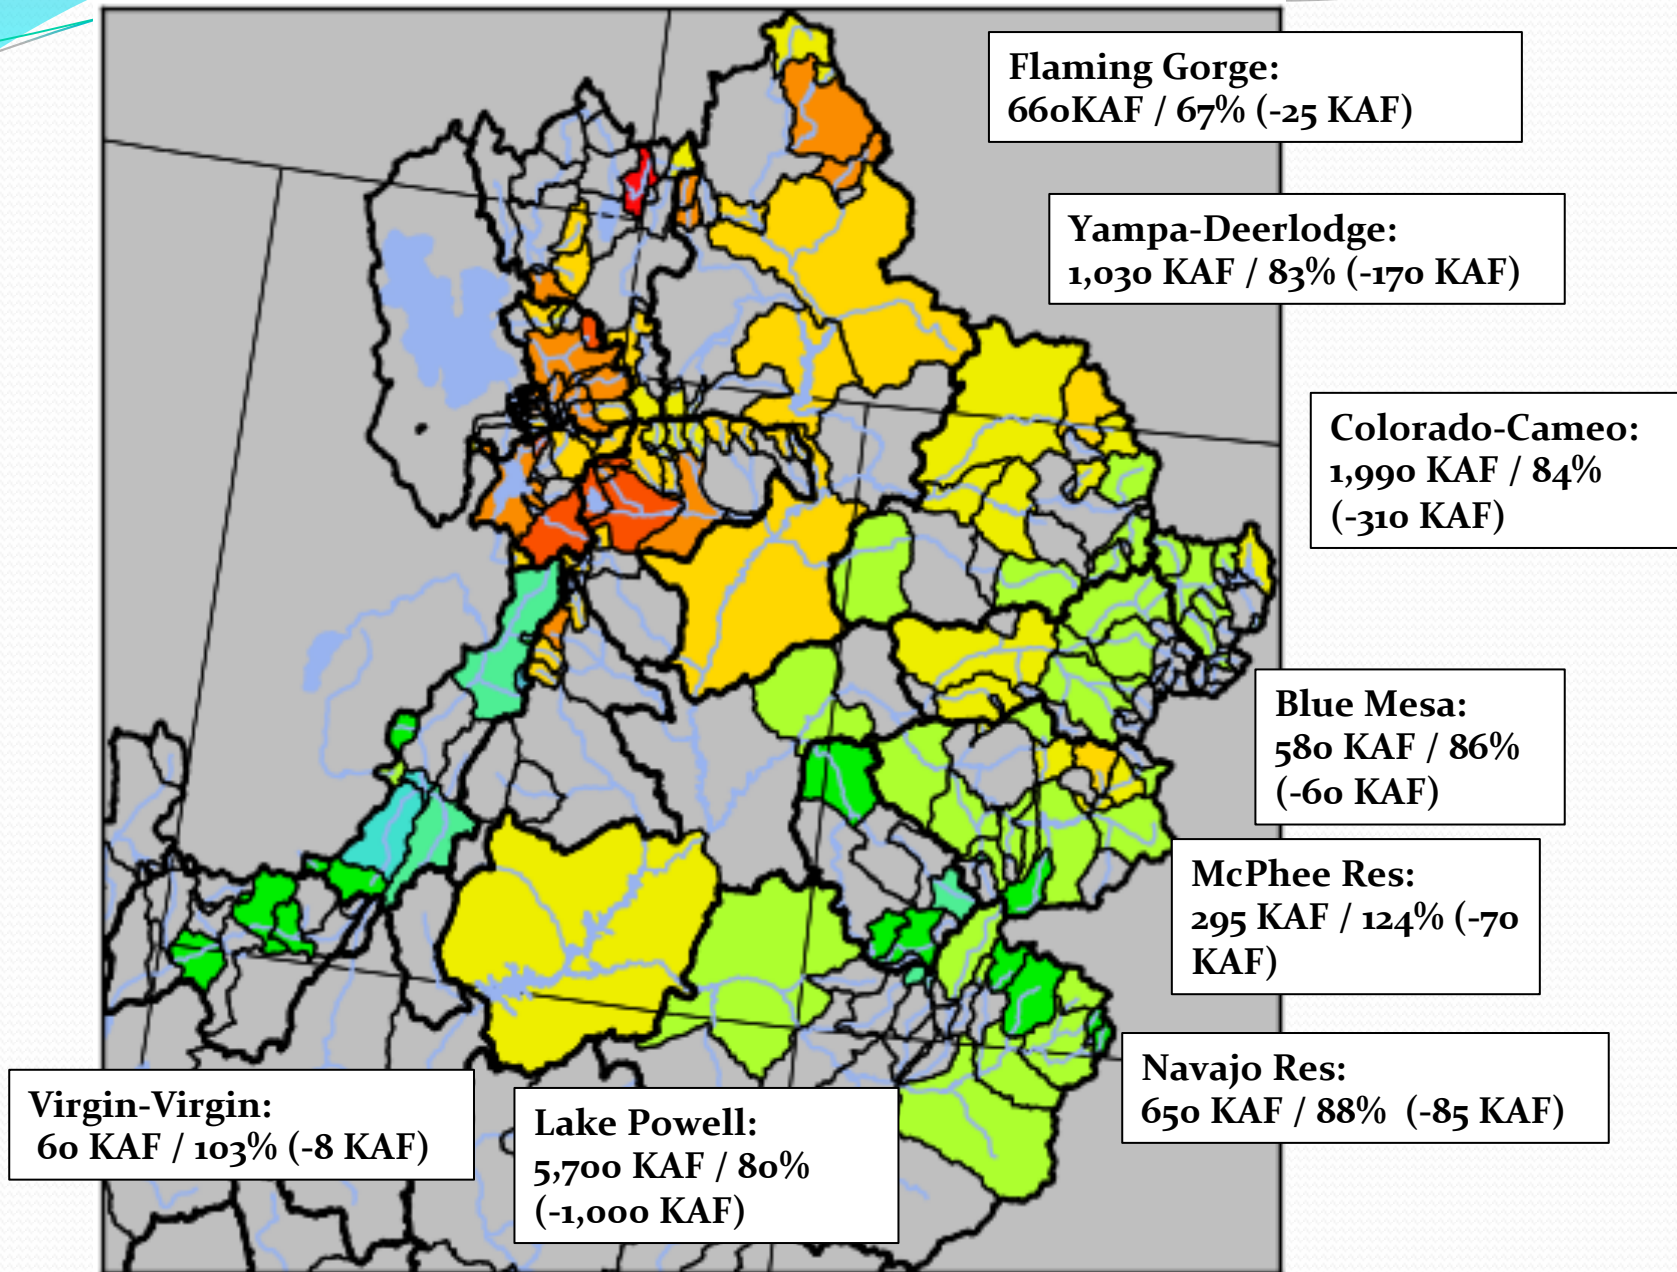 Flaming Gorge:
660KAF / 67% (-25 KAF)
Yampa-Deerlodge:
1,030 KAF / 83% (-170 KAF)
Colorado-Cameo:
1,990 KAF / 84%
(-310 KAF)
Blue Mesa:
580 KAF / 86%
(-60 KAF)
McPhee Res:
295 KAF / 124% (-70
KAF)
Navajo Res:
650 KAF / 88% (-85 KAF)
Virgin-Virgin:
60 KAF / 103% (-8 KAF)
Lake Powell:
5,700 KAF / 80%
(-1,000 KAF)